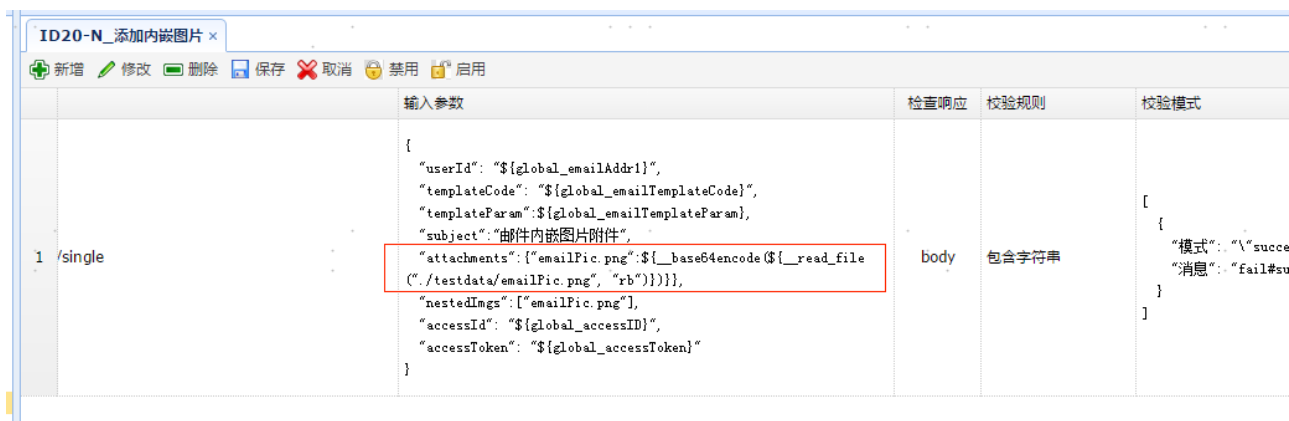 ID20-N_添加内嵌图片 ×
新增 修改 删除 保存 取消 禁用 启用
输入参数 检查响应 校验规则 校验模式
{
"userId": "${global_emailAddr1}",
"templateCode": "${global_emailTemplateCode}",
"templateParam":${global_emailTemplateParam},
"subject":"邮件内嵌图片附件",
1 /single "attachments":{"emailPic.png":${__base64encode(${__read_file body 包含字符串
("./testdata/emailPic.png", "rb")})}},
"nestedImgs":["emailPic.png"],
"accessId": "${global_accessID}",
"accessToken": "${global_accessToken}"
}
[
{
"模式": "\"succe
"消息": "fail#su
}
]